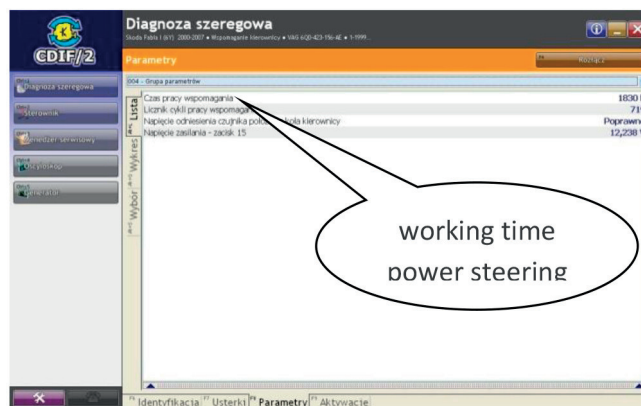 Diagnoza szeregowa
Skoda Fabia I (6Y) 2000-2007 • Wspomaganie kierownicy • VAG 6Q0-423-156-AE • 1-1999...
CDIF/2
Parametry
Rozłącz
Diagnoza szeregowa
004 - Grupa parametrów
Sterownik
Menedżer serwisowy
Oscyloskop
Generator
Lista
Wykres
Wybór
Czas pracy wspomagania 1830
Licznik cykli pracy wspomaga 71
Napięcie odniesienia czujnika poło koła kierownicy Poprawn
Napięcie zasilania - zacisk 15 12,238
working time
power steering
Identyfikacja Usterki Parametry Aktywacje